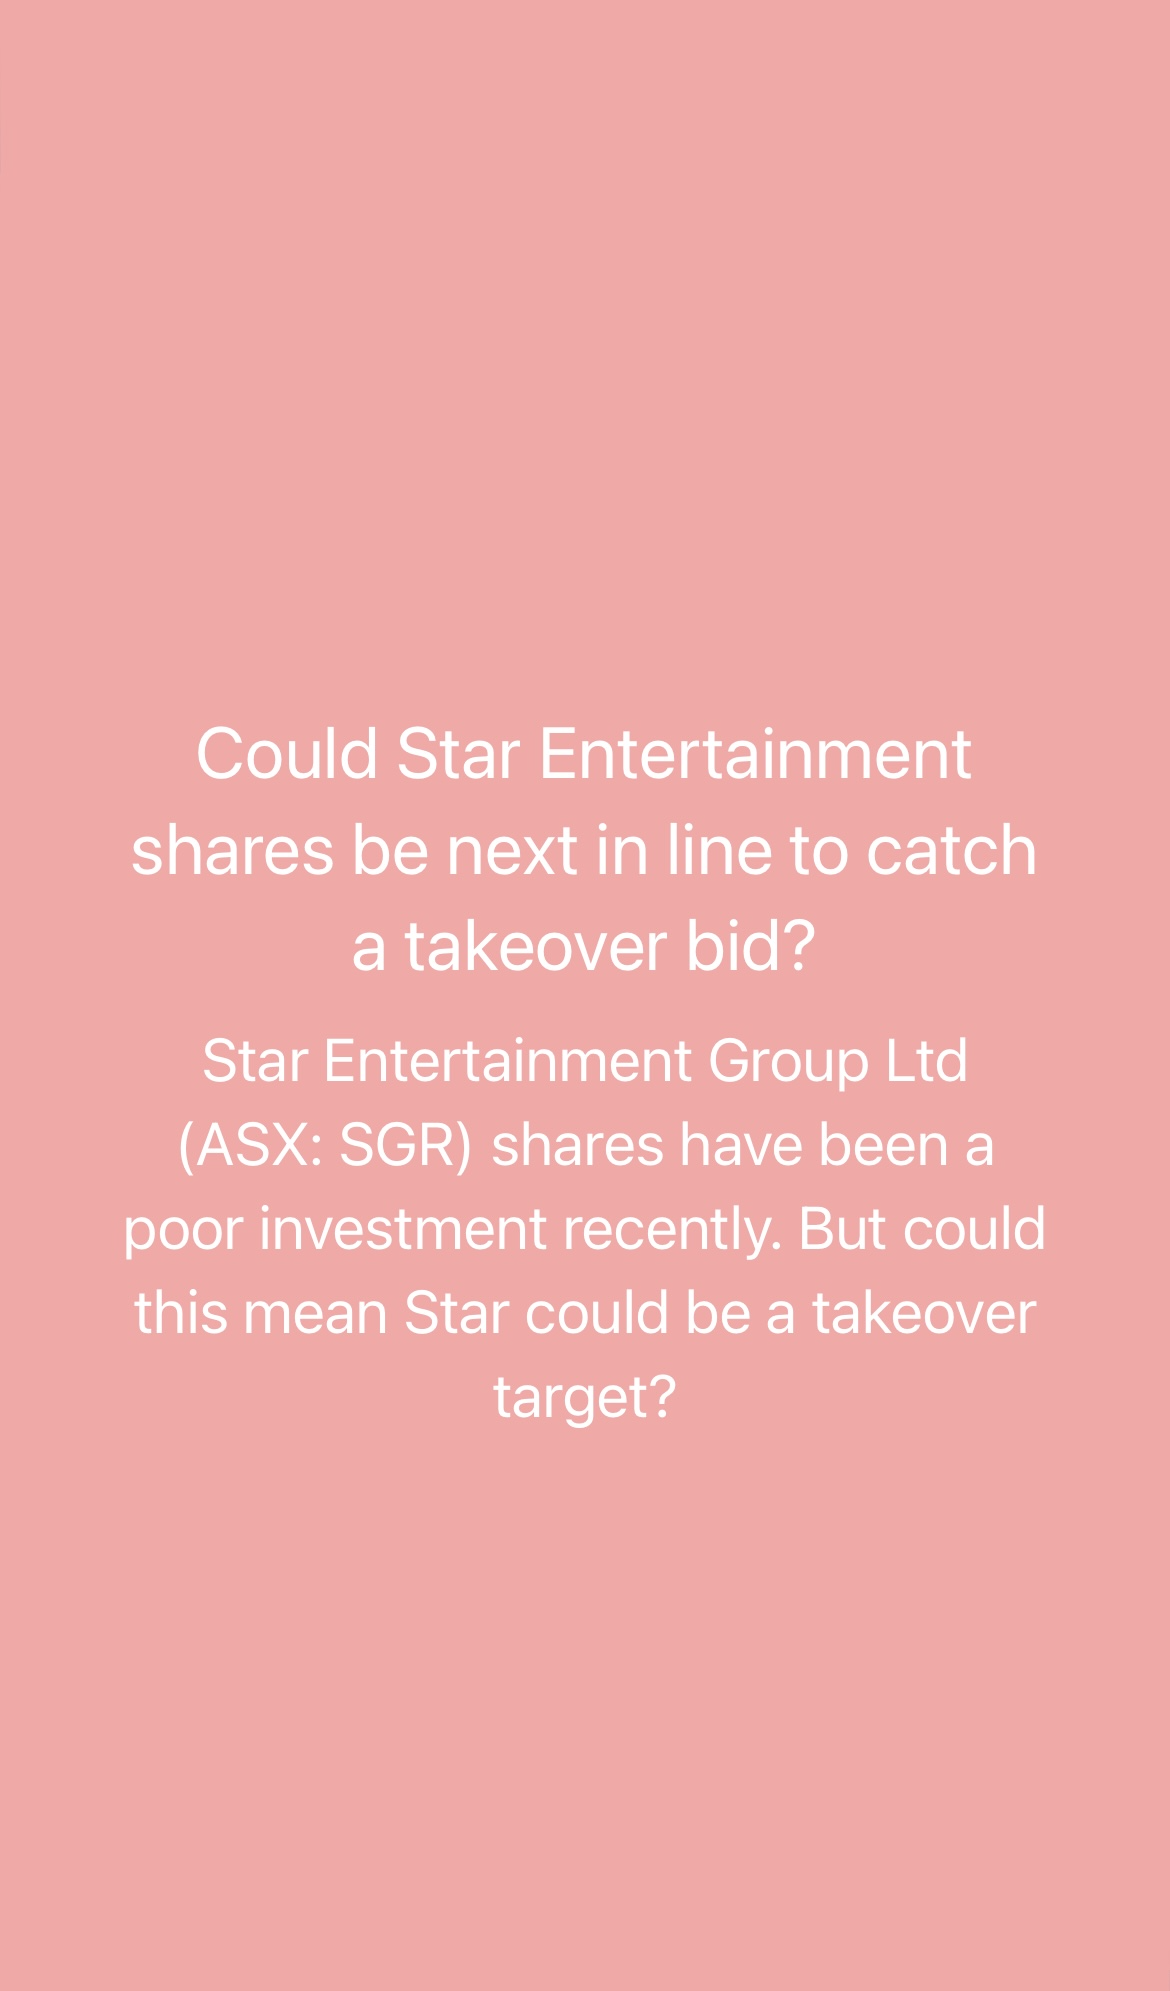 Could Star Entertainment
shares be next in line to catch
a takeover bid?
Star Entertainment Group Ltd
(ASX: SGR) shares have been a
poor investment recently. But could
this mean Star could be a takeover
target?